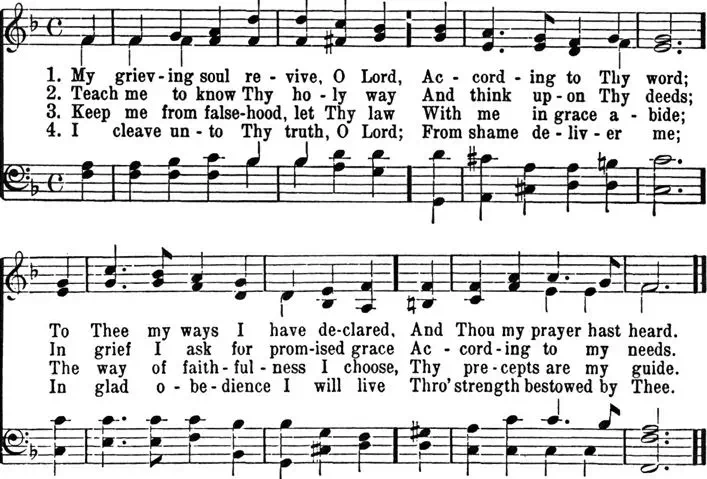 1. My griev-ing soul re-vive, O Lord, Ac-cord-ing to Thy word;
2. Teach me to know Thy ho-ly way And think up-on Thy deeds;
3. Keep me from false-hood, let Thy law With me in grace a-bide;
4. I cleave un-to Thy truth, O Lord; From shame de-liv-er me;
To Thee my ways I have de-clared, And Thou my prayer hast heard.
In grief I ask for prom-ised grace Ac-cord-ing to my needs.
The way of faith-ful-ness I choose, Thy pre-cepts are my guide.
In glad o-be-dience I will live Thro' strength bestowed by Thee.